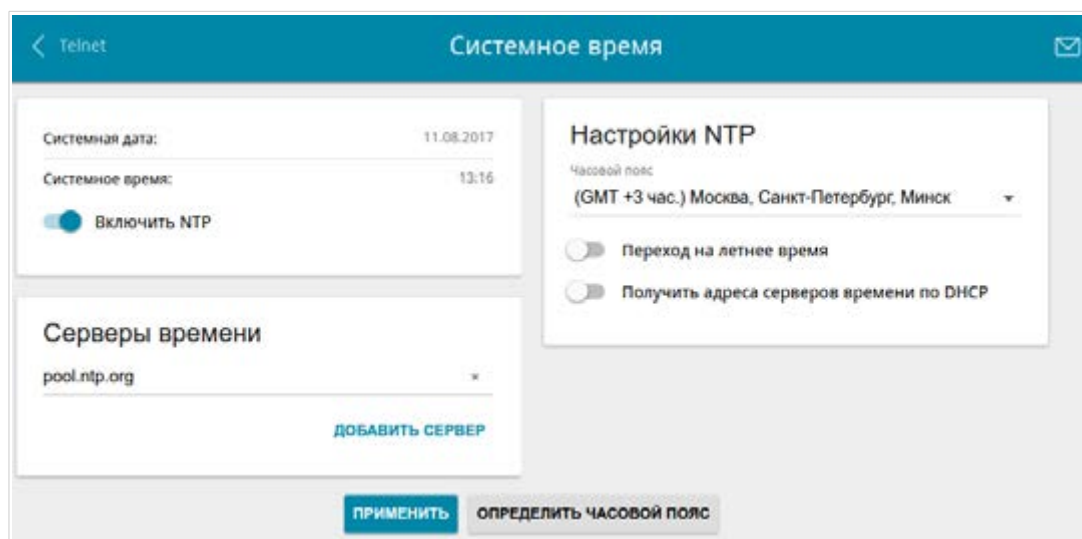 Telnet
Системное время
Системная дата: 11.08.2017
Системное время: 13:16
Включить NTP
Серверы времени
pool.ntp.org
ДОБАВИТЬ СЕРВЕР
Настройки NTP
Часовой пояс
(GMT +3 час.) Москва, Санкт-Петербург, Минск
Переход на летнее время
Получить адреса серверов времени по DHCP
ПРИМЕНИТЬ
ОПРЕДЕЛИТЬ ЧАСОВОЙ ПОЯС